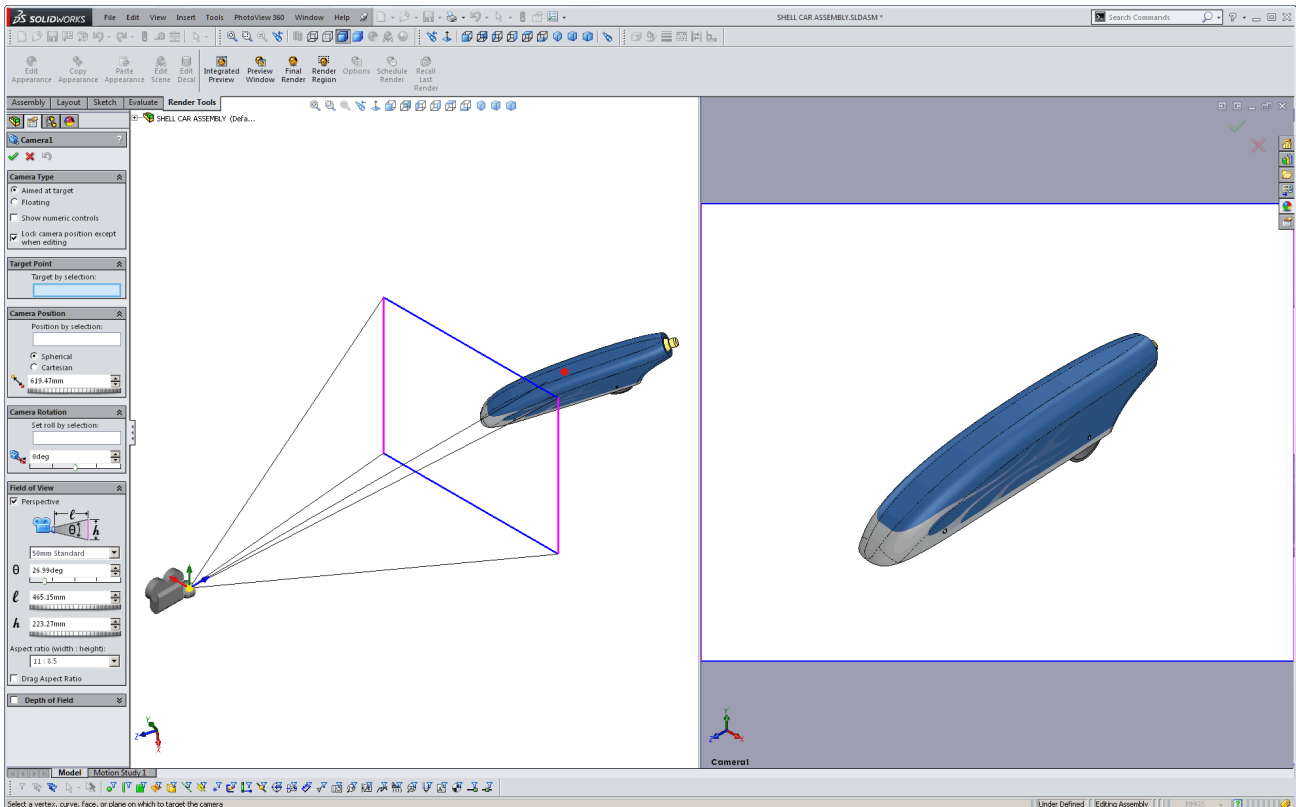 SOLIDWORKS File Edit View Insert Tools PhotoView 360 Window Help SHELL CAR ASSEMBLY.SLDASM * Search Commands
Edit Appearance
Copy Appearance
Paste Appearance
Edit Scene
Edit Decal
Integrated Preview
Preview Window
Final Render
Render Region
Options
Schedule Render
Recall Last Render
Assembly Layout Sketch Evaluate Render Tools
SHELL CAR ASSEMBLY (Defa...
Camera1 ?
Camera Type
Aimed at target
Floating
Show numeric controls
Lock camera position except
when editing
Target Point
Target by selection:
Camera Position
Position by selection:
Spherical
Cartesian
619.47mm
Camera Rotation
Set roll by selection:
0deg
Field of View
Perspective
ℓ
θ h
50mm Standard
θ 26.99deg
ℓ 465.15mm
h 223.27mm
Aspect ratio (width : height):
11 : 8.5
Drag Aspect Ratio
Depth of Field
Y
Z
X
Y
Z X
Camera1
Model Motion Study 1
Select a vertex, curve, face, or plane on which to target the camera
Under Defined Editing Assembly MMGS